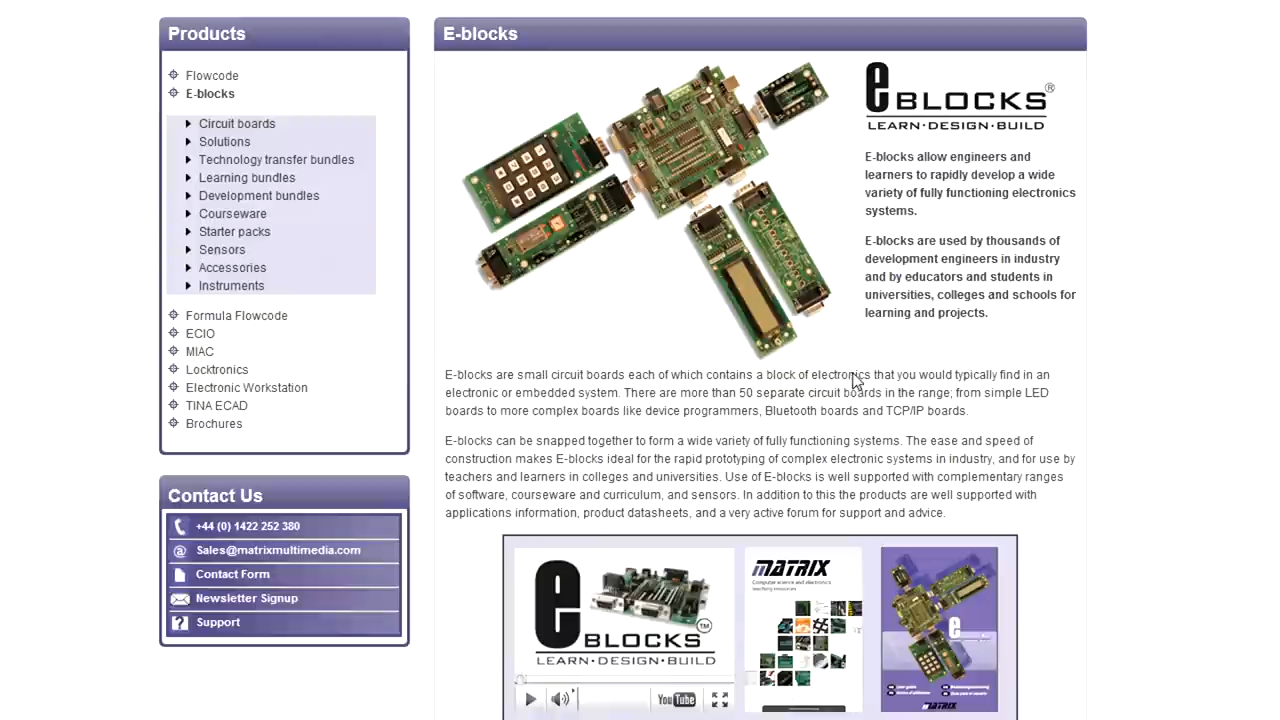 Products
Flowcode
E-blocks
Circuit boards
Solutions
Technology transfer bundles
Learning bundles
Development bundles
Courseware
Starter packs
Sensors
Accessories
Instruments
Formula Flowcode
ECIO
MIAC
Locktronics
Electronic Workstation
TINA ECAD
Brochures
Contact Us
+44 (0) 1422 252 380
Sales@matrixmultimedia.com
Contact Form
Newsletter Signup
Support
E-blocks
e BLOCKS®
LEARN·DESIGN·BUILD
E-blocks allow engineers and
learners to rapidly develop a wide
variety of fully functioning electronics
systems.
E-blocks are used by thousands of
development engineers in industry
and by educators and students in
universities, colleges and schools for
learning and projects.
E-blocks are small circuit boards each of which contains a block of electronics that you would typically find in an
electronic or embedded system. There are more than 50 separate circuit boards in the range; from simple LED
boards to more complex boards like device programmers, Bluetooth boards and TCP/IP boards.
E-blocks can be snapped together to form a wide variety of fully functioning systems. The ease and speed of
construction makes E-blocks ideal for the rapid prototyping of complex electronic systems in industry, and for use by
teachers and learners in colleges and universities. Use of E-blocks is well supported with complementary ranges
of software, courseware and curriculum, and sensors. In addition to this the products are well supported with
applications information, product datasheets, and a very active forum for support and advice.
e BLOCKS™
LEARN·DESIGN·BUILD
YouTube
MATRIX
Computer science and electronics
teaching resources
e
MATRIX